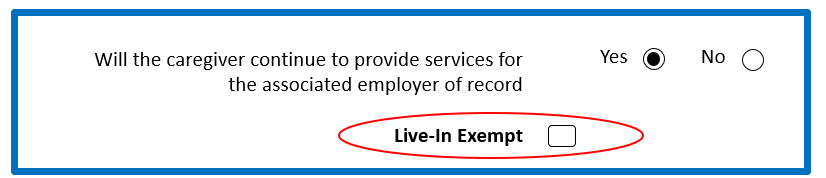 Will the caregiver continue to provide services for Yes No
the associated employer of record
Live-In Exempt